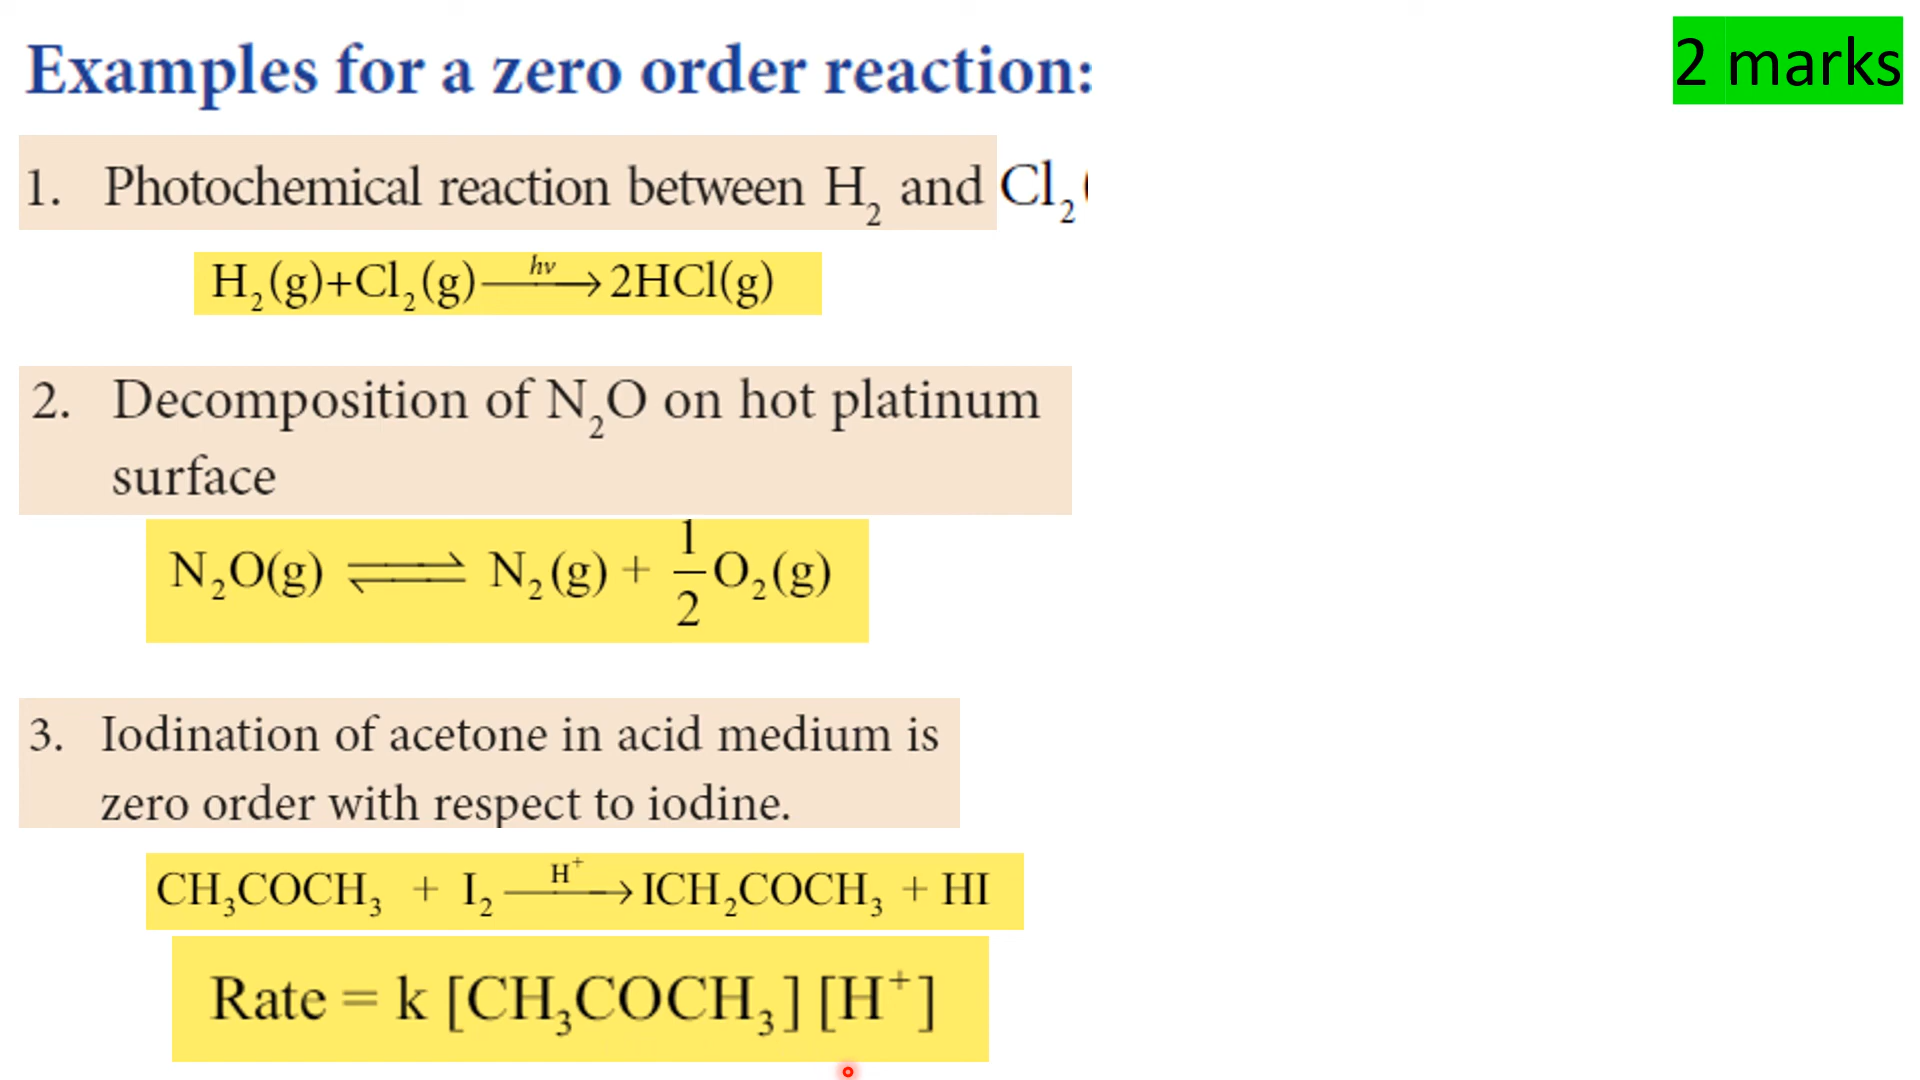 Examples for a zero order reaction:
2 marks
1. Photochemical reaction between H₂ and Cl₂(
H₂(g)+Cl₂(g) —hν→ 2HCl(g)
2. Decomposition of N₂O on hot platinum
surface
N₂O(g) ⇌ N₂(g) + 1/2 O₂(g)
3. Iodination of acetone in acid medium is
zero order with respect to iodine.
CH₃COCH₃ + I₂ —H⁺→ ICH₂COCH₃ + HI
Rate = k [CH₃COCH₃] [H⁺]